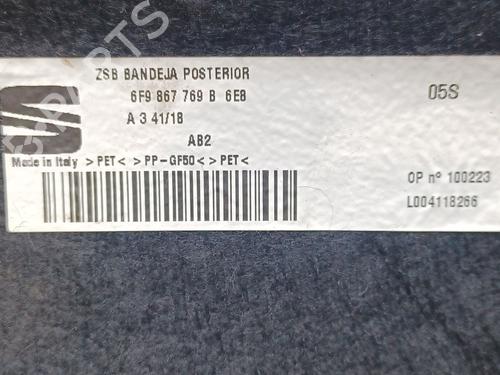 ZSB BANDEJA POSTERIOR
6F9 867 769 B 6E8
05S
A 3 41/18
AB2
Made in Italy >PET< >PP-GF50<>PET<
OP nº 100223
L004118266
B-PARTS